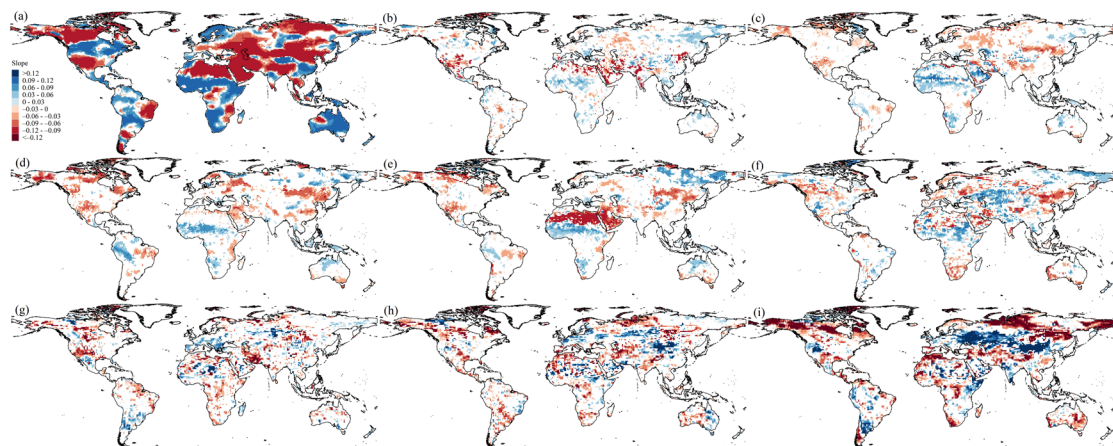 (a)
(b)
(c)
Slope
>0.12
0.09 - 0.12
0.06 - 0.09
0.03 - 0.06
0 - 0.03
−0.03 - 0
−0.06 - −0.03
−0.09 - −0.06
−0.12 - −0.09
<−0.12
(d)
(e)
(f)
(g)
(h)
(i)